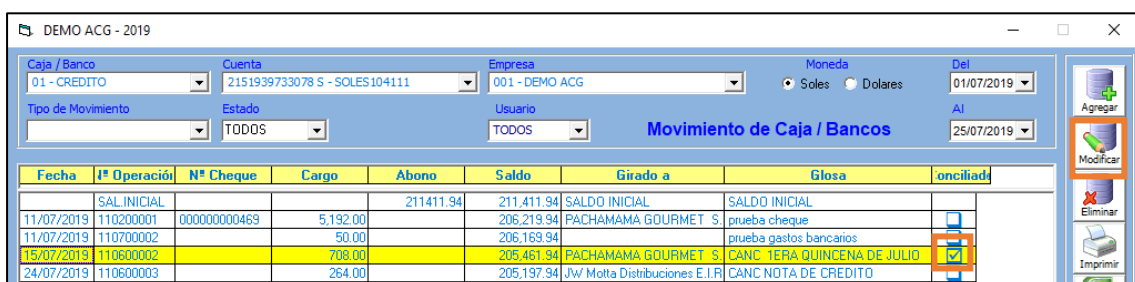 DEMO ACG - 2019
Caja / Banco Cuenta Empresa Moneda Del
01 - CREDITO 2151939733078 S - SOLES104111 001 - DEMO ACG Soles Dolares 01/07/2019
Tipo de Movimiento Estado Usuario Al
TODOS TODOS Movimiento de Caja / Bancos 25/07/2019
Agregar
Modificar
Eliminar
Imprimir
Fecha Iº Operación Nº Cheque Cargo Abono Saldo Girado a Glosa onciliado
SAL.INICIAL 211411.94 211,411.94 SALDO INICIAL SALDO INICIAL
11/07/2019 110200001 000000000469 5,192.00 206,219.94 PACHAMAMA GOURMET S. prueba cheque
11/07/2019 110700002 50.00 206,169.94 prueba gastos bancarios
15/07/2019 110600002 708.00 205,461.94 PACHAMAMA GOURMET S. CANC 1ERA QUINCENA DE JULIO
24/07/2019 110600003 264.00 205,197.94 JW Motta Distribuciones E.I.R CANC NOTA DE CREDITO